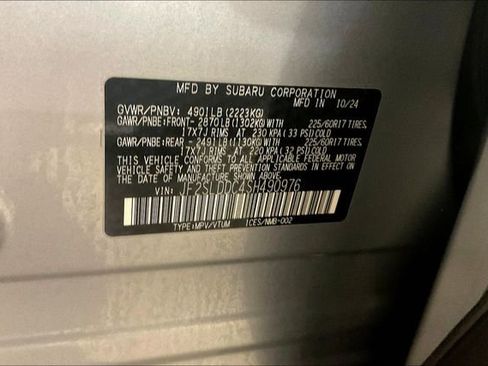 MFD BY SUBARU CORPORATION
MFD IN 10/24
GVWR/PNBV: 4901LB (2223KG)
GAWR/PNBE:FRONT- 2870LB (1302KG)WITH 225/60R17 TIRES,
17X7J RIMS AT 230 KPA (33 PSI)COLD
GAWR/PNBE:REAR - 2491LB (1130KG)WITH 225/60R17 TIRES,
17X7J RIMS AT 220 KPA (32 PSI)COLD
THIS VEHICLE CONFORMS TO ALL APPLICABLE FEDERAL MOTOR
VEHICLE SAFETY, BUMPER, AND THEFT PREVENTION
STANDARDS IN EFFECT ON THE DATE OF MANUFACTURE
SHOWN ABOVE.
VIN: JF2SLDDC4SH490976
TYPE:MPV/VTUM ICES/NMB-002